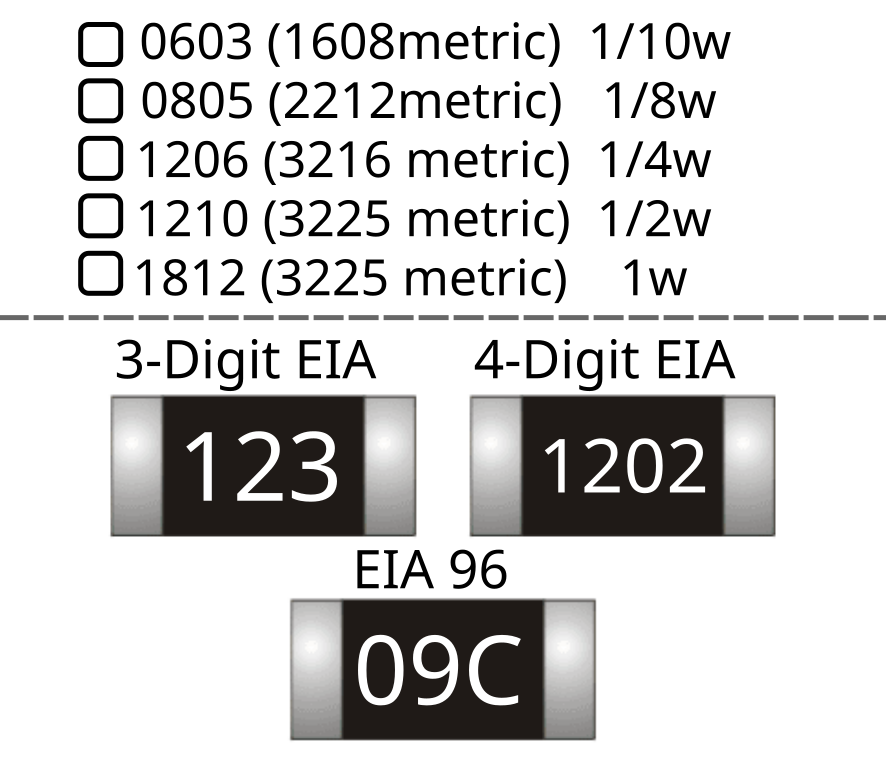 0603 (1608metric) 1/10w
0805 (2212metric) 1/8w
1206 (3216 metric) 1/4w
1210 (3225 metric) 1/2w
1812 (3225 metric) 1w
3-Digit EIA 4-Digit EIA
123 1202
EIA 96
09C